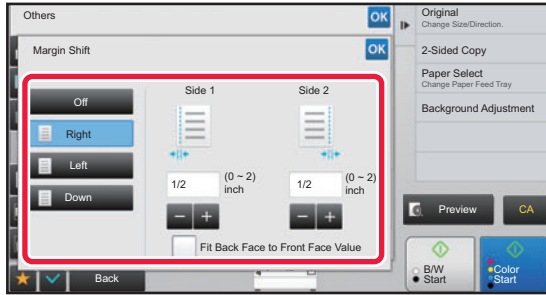 Others
OK
Margin Shift
OK
Off
Right
Left
Down
Side 1
Side 2
1/2
(0 ~ 2)
inch
1/2
(0 ~ 2)
inch
Fit Back Face to Front Face Value
Back
Original
Change Size/Direction.
2-Sided Copy
Paper Select
Change Paper Feed Tray
Background Adjustment
Preview
CA
B/W
Start
Color
Start